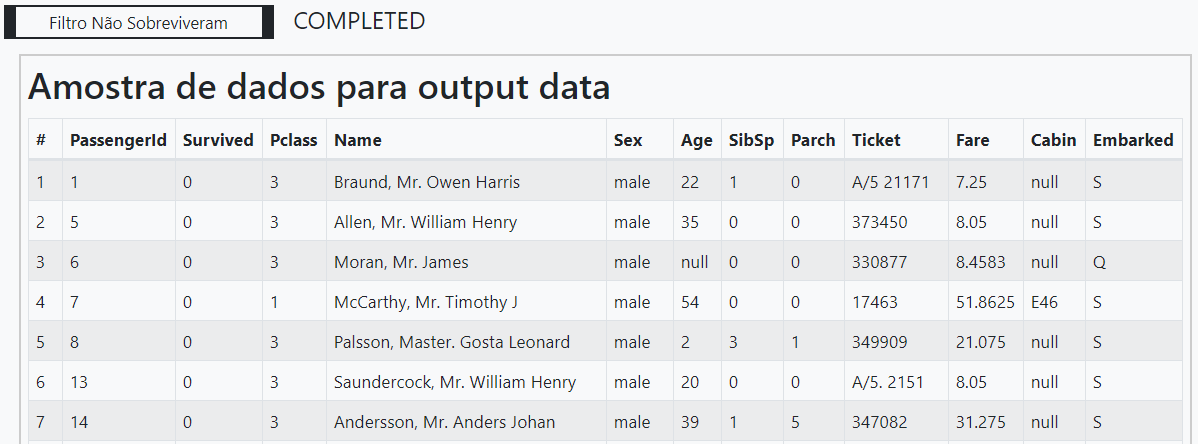 Filtro Não Sobreviveram COMPLETED
Amostra de dados para output data
# PassengerId Survived Pclass Name Sex Age SibSp Parch Ticket Fare Cabin Embarked
1 1 0 3 Braund, Mr. Owen Harris male 22 1 0 A/5 21171 7.25 null S
2 5 0 3 Allen, Mr. William Henry male 35 0 0 373450 8.05 null S
3 6 0 3 Moran, Mr. James male null 0 0 330877 8.4583 null Q
4 7 0 1 McCarthy, Mr. Timothy J male 54 0 0 17463 51.8625 E46 S
5 8 0 3 Palsson, Master. Gosta Leonard male 2 3 1 349909 21.075 null S
6 13 0 3 Saundercock, Mr. William Henry male 20 0 0 A/5. 2151 8.05 null S
7 14 0 3 Andersson, Mr. Anders Johan male 39 1 5 347082 31.275 null S